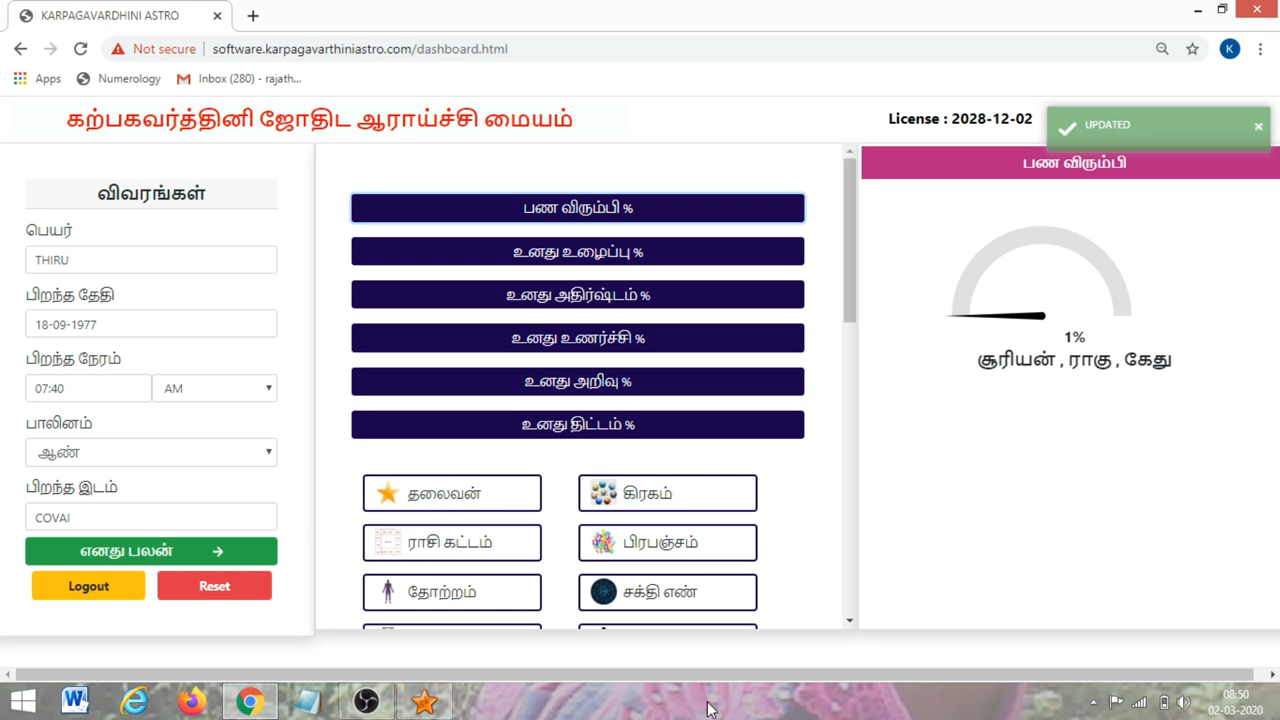 KARPAGAVARDHINI ASTRO
Not secure
software.karpagavarthiniastro.com/dashboard.html
K
Apps
Numerology
Inbox (280) - rajath...
கற்பகவர்த்தினி ஜோதிட ஆராய்ச்சி மையம்
License : 2028-12-02
UPDATED
விவரங்கள்
பெயர்
THIRU
பிறந்த தேதி
18-09-1977
பிறந்த நேரம்
07:40
AM
பாலினம்
ஆண்
பிறந்த இடம்
COVAI
எனது பலன்
Logout
Reset
பண விரும்பி %
உனது உழைப்பு %
உனது அதிர்ஷ்டம் %
உனது உணர்ச்சி %
உனது அறிவு %
உனது திட்டம் %
தலைவன்
கிரகம்
ராசி கட்டம்
பிரபஞ்சம்
தோற்றம்
சக்தி எண்
பண விரும்பி
1%
சூரியன் , ராகு , கேது
08:50
02-03-2020